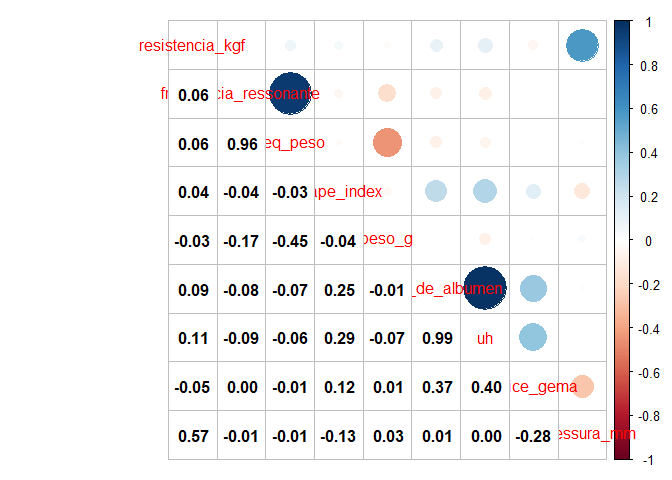 resistencia_kgf 1
0.8
0.06 cia_ressonante
0.6
0.06 0.96 eq_peso
0.4
0.04 -0.04 -0.03 ape_index 0.2
-0.03 -0.17 -0.45 -0.04 peso_g 0
-0.2
0.09 -0.08 -0.07 0.25 -0.01 _de_albumen
-0.4
0.11 -0.09 -0.06 0.29 -0.07 0.99 uh
-0.6
-0.05 0.00 -0.01 0.12 0.01 0.37 0.40 ce_gema
-0.8
0.57 -0.01 -0.01 -0.13 0.03 0.01 0.00 -0.28 essura_mm
-1